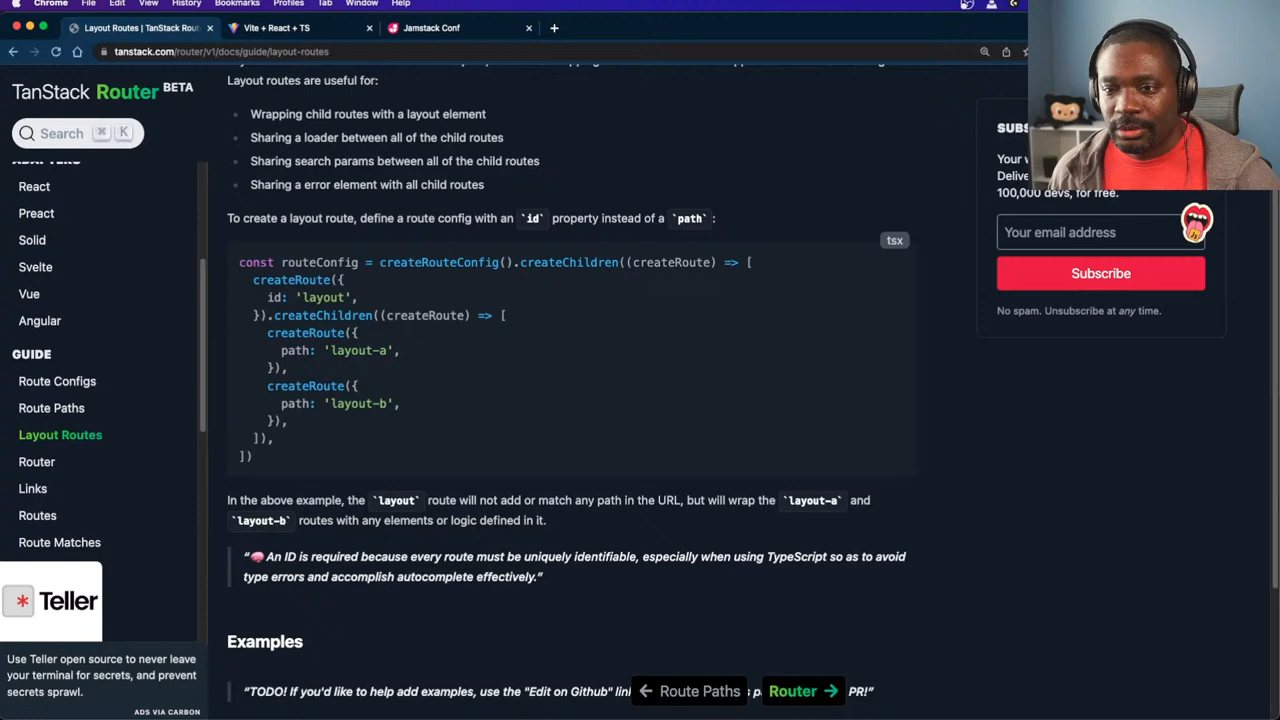 Chrome File Edit View History Bookmarks Profiles Tab Window Help
Layout Routes | TanStack Rout
Vite + React + TS
Jamstack Conf
tanstack.com/router/v1/docs/guide/layout-routes
TanStack Router BETA
Search ⌘ K
React
Preact
Solid
Svelte
Vue
Angular
GUIDE
Route Configs
Route Paths
Layout Routes
Router
Links
Routes
Route Matches
* Teller
Use Teller open source to never leave
your terminal for secrets, and prevent
secrets sprawl.
ADS VIA CARBON
Layout routes are useful for:
Wrapping child routes with a layout element
Sharing a loader between all of the child routes
Sharing search params between all of the child routes
Sharing a error element with all child routes
To create a layout route, define a route config with an `id` property instead of a `path`:
tsx
const routeConfig = createRouteConfig().createChildren((createRoute) => [
createRoute({
id: 'layout',
}).createChildren((createRoute) => [
createRoute({
path: 'layout-a',
}),
createRoute({
path: 'layout-b',
}),
]),
])
In the above example, the `layout` route will not add or match any path in the URL, but will wrap the `layout-a` and
`layout-b` routes with any elements or logic defined in it.
“🧠 An ID is required because every route must be uniquely identifiable, especially when using TypeScript so as to avoid
type errors and accomplish autocomplete effectively.”
Examples
“TODO! If you'd like to help add examples, use the "Edit on Github" lin
PR!”
← Route Paths
Router →
SUBS
Your
Delive
100,000 devs, for free.
Your email address
JS
Subscribe
No spam. Unsubscribe at any time.